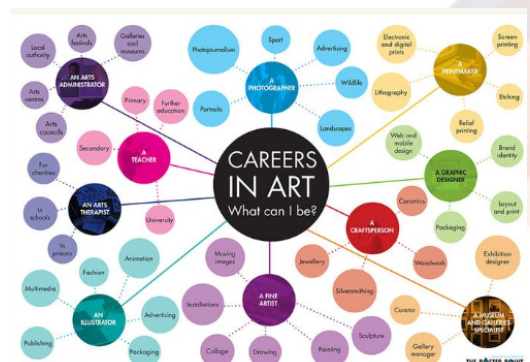 CAREERS
IN ART
What can I be?
AN ARTS
ADMINISTRATOR
Local
authority
Arts
festivals
Galleries
and
museums
Arts
centres
Arts
councils
A
PHOTOGRAPHER
Photojournalism
Sport
Advertising
Wildlife
Landscapes
Portraits
A
PRINTMAKER
Electronic
and digital
prints
Screen
printing
Lithography
Etching
Relief
printing
A
TEACHER
Primary
Further
education
Secondary
University
A GRAPHIC
DESIGNER
Web and
mobile
design
Brand
identity
Layout
and print
Packaging
AN ARTS
THERAPIST
For
charities
In
schools
In
prisons
A
CRAFTSPERSON
Ceramics
Jewellery
Woodwork
Silversmithing
AN
ILLUSTRATOR
Multimedia
Fashion
Animation
Advertising
Publishing
Packaging
A FINE
ARTIST
Moving
images
Installations
Collage
Drawing
Painting
Sculpture
A MUSEUM
AND GALLERIES
SPECIALIST
Exhibition
designer
Curator
Gallery
manager
THE POSTER POINT